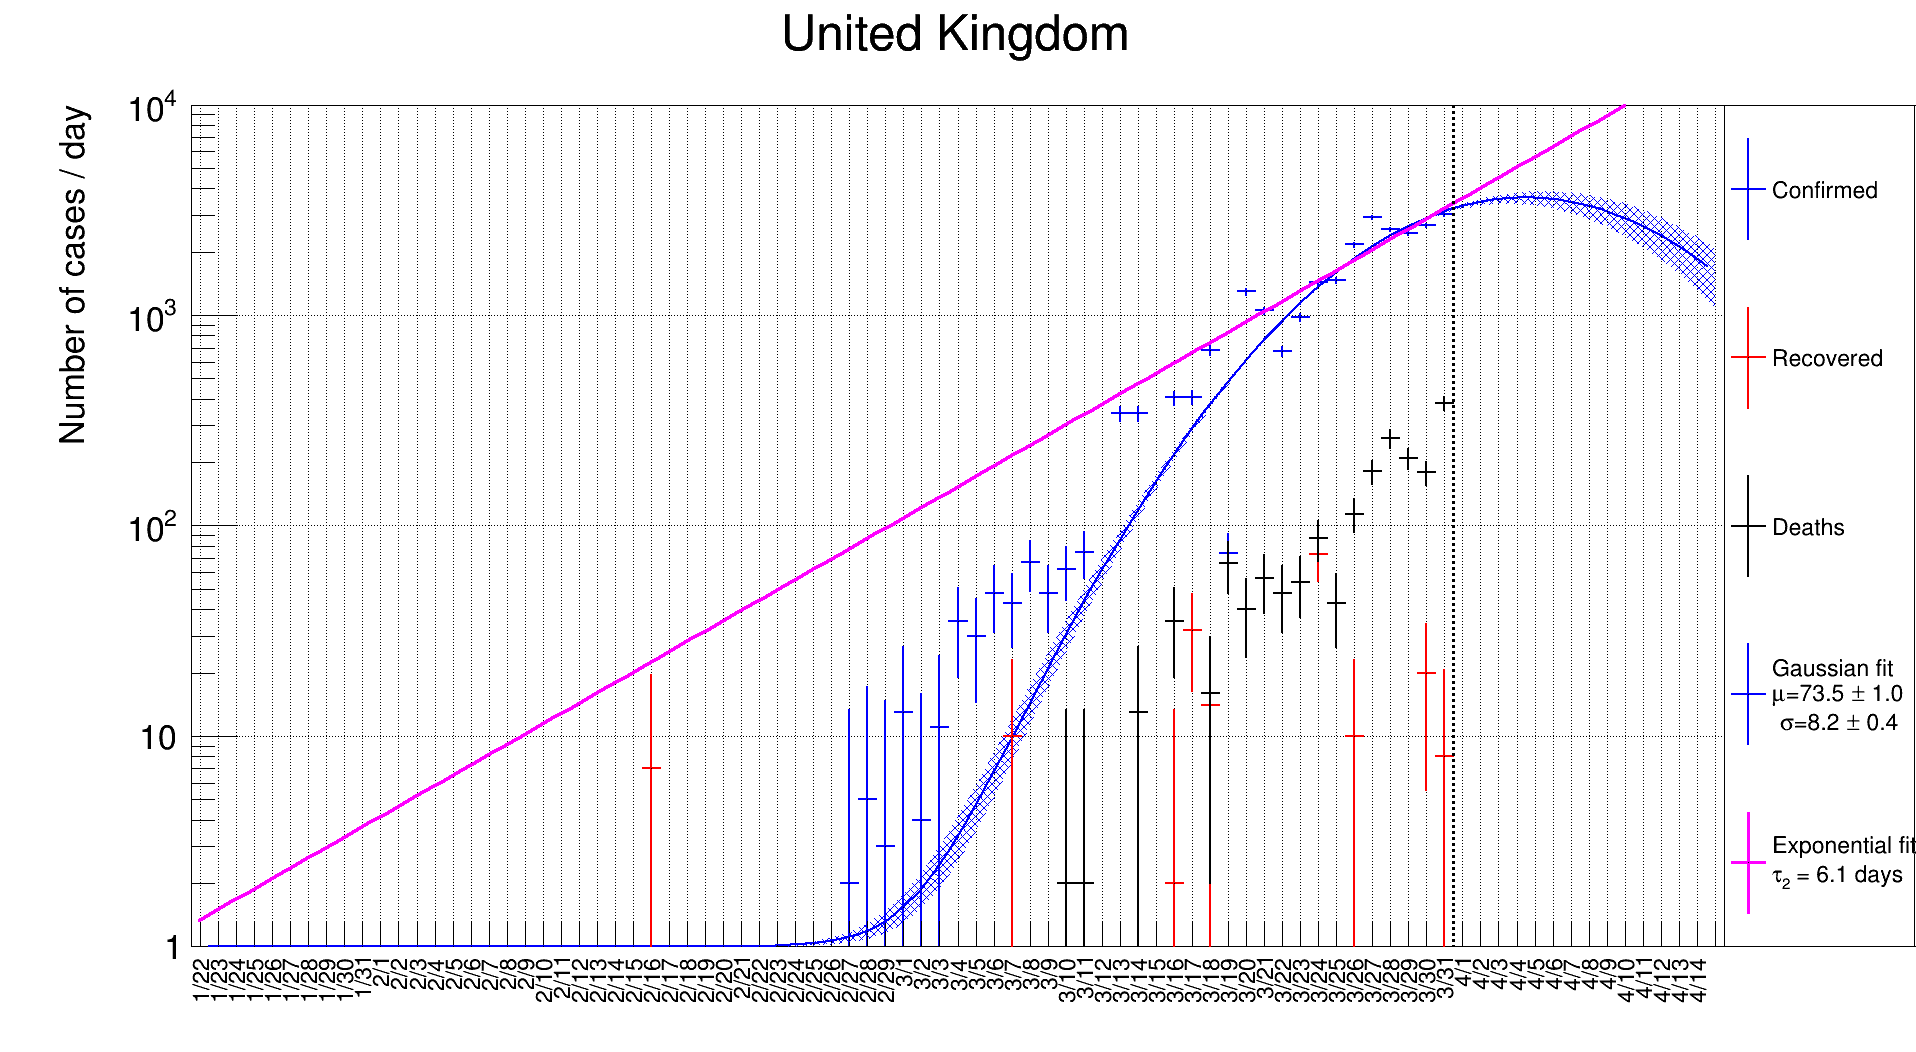 United Kingdom
Number of cases / day
10⁴
10³
10²
10
1
1/22 1/23 1/24 1/25 1/26 1/27 1/28 1/29 1/30 1/31 2/1 2/2 2/3 2/4 2/5 2/6 2/7 2/8 2/9 2/10 2/11 2/12 2/13 2/14 2/15 2/16 2/17 2/18 2/19 2/20 2/21 2/22 2/23 2/24 2/25 2/26 2/27 2/28 2/29 3/1 3/2 3/3 3/4 3/5 3/6 3/7 3/8 3/9 3/10 3/11 3/12 3/13 3/14 3/15 3/16 3/17 3/18 3/19 3/20 3/21 3/22 3/23 3/24 3/25 3/26 3/27 3/28 3/29 3/30 3/31 4/1 4/2 4/3 4/4 4/5 4/6 4/7 4/8 4/9 4/10 4/11 4/12 4/13 4/14
Confirmed
Recovered
Deaths
Gaussian fit
μ=73.5 ± 1.0
σ=8.2 ± 0.4
Exponential fit
τ₂ = 6.1 days